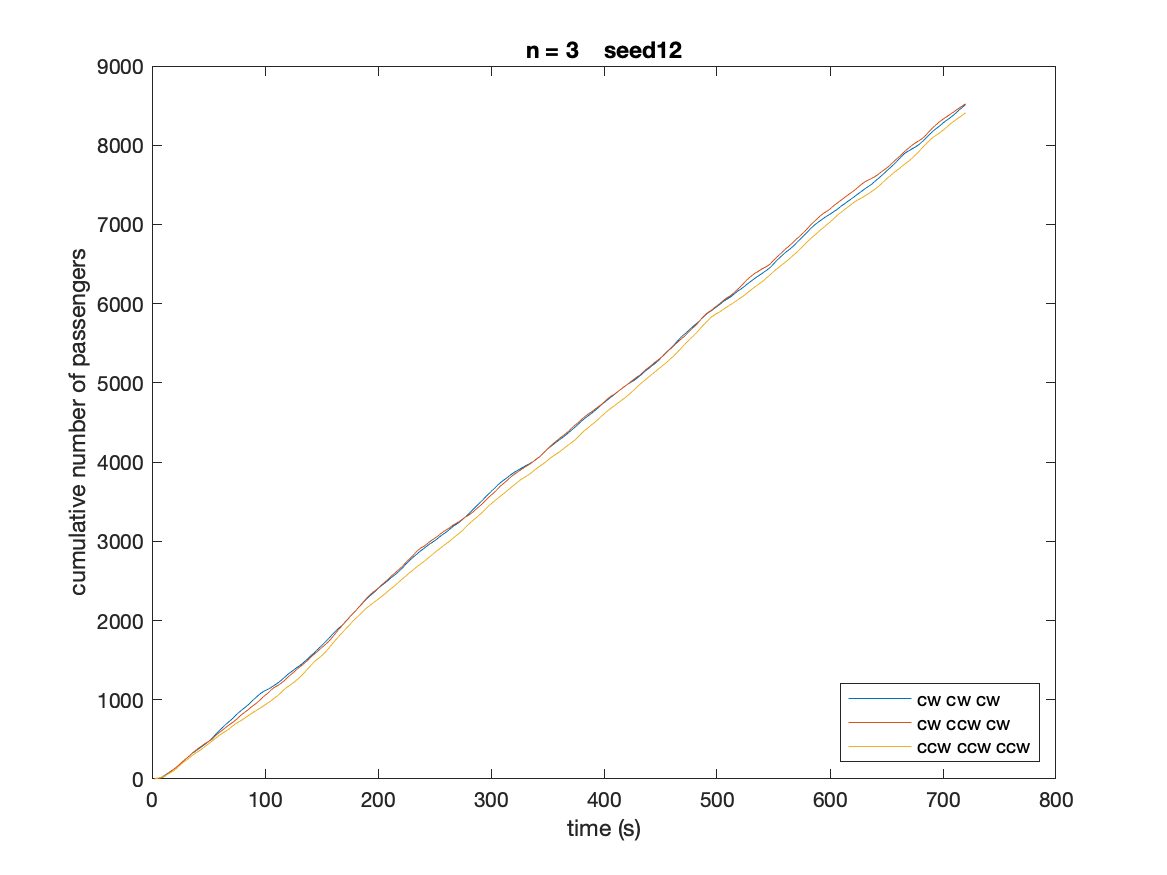 n = 3 seed12
9000
8000
7000
6000
5000
4000
3000
2000
1000
0
cumulative number of passengers
0 100 200 300 400 500 600 700 800
time (s)
CW CW CW
CW CCW CW
CCW CCW CCW